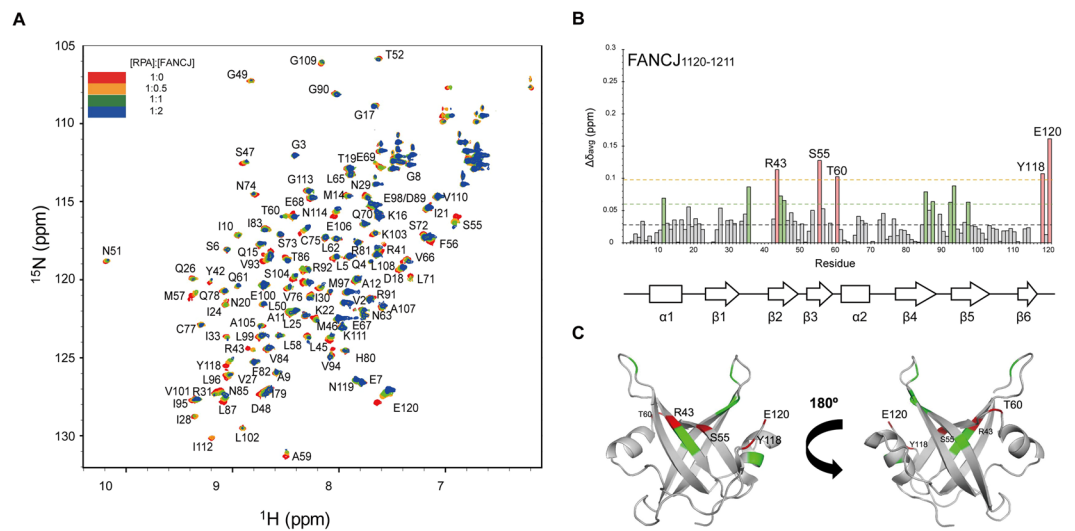 A
[RPA]:[FANCJ]
1:0
1:0.5
1:1
1:2
15N (ppm)
105
110
115
120
125
130
10
9
8
7
1H (ppm)
T52
G109
G49
G90
G17
S47
G3
T19
E69
G8
L65
N74
G113
M14
N29
E98/D89
V110
T60
E68
N114
Q70
K16
I21
S55
I10
I83
E106
K103
S72
F56
S6
S73
C75
L62
R81
R41
N51
Q15
V93
T86
L5
Q4
L108
V66
D18
L71
Q26
Y42
S104
R92
A12
M97
M57
Q78
Q61
E100
V76
I30
V2
R91
I24
N20
L50
K22
N63
A107
C77
A105
A11
L25
M46
E67
I33
L99
L58
L45
K111
R43
V84
V94
H80
Y118
E82
L96
V27
A9
N119
E7
V101
R31
N85
I79
E120
I95
L87
D48
I28
L102
I112
A59
B
FANCJ1120-1211
Δδavg (ppm)
0.3
0.25
0.2
0.15
0.1
0.05
0
R43
S55
T60
Y118
E120
1
10
20
30
40
50
60
70
80
90
100
110
120
Residue
α1
β1
β2
β3
α2
β4
β5
β6
C
T60
R43
S55
E120
Y118
180º
E120
Y118
S55
R43
T60